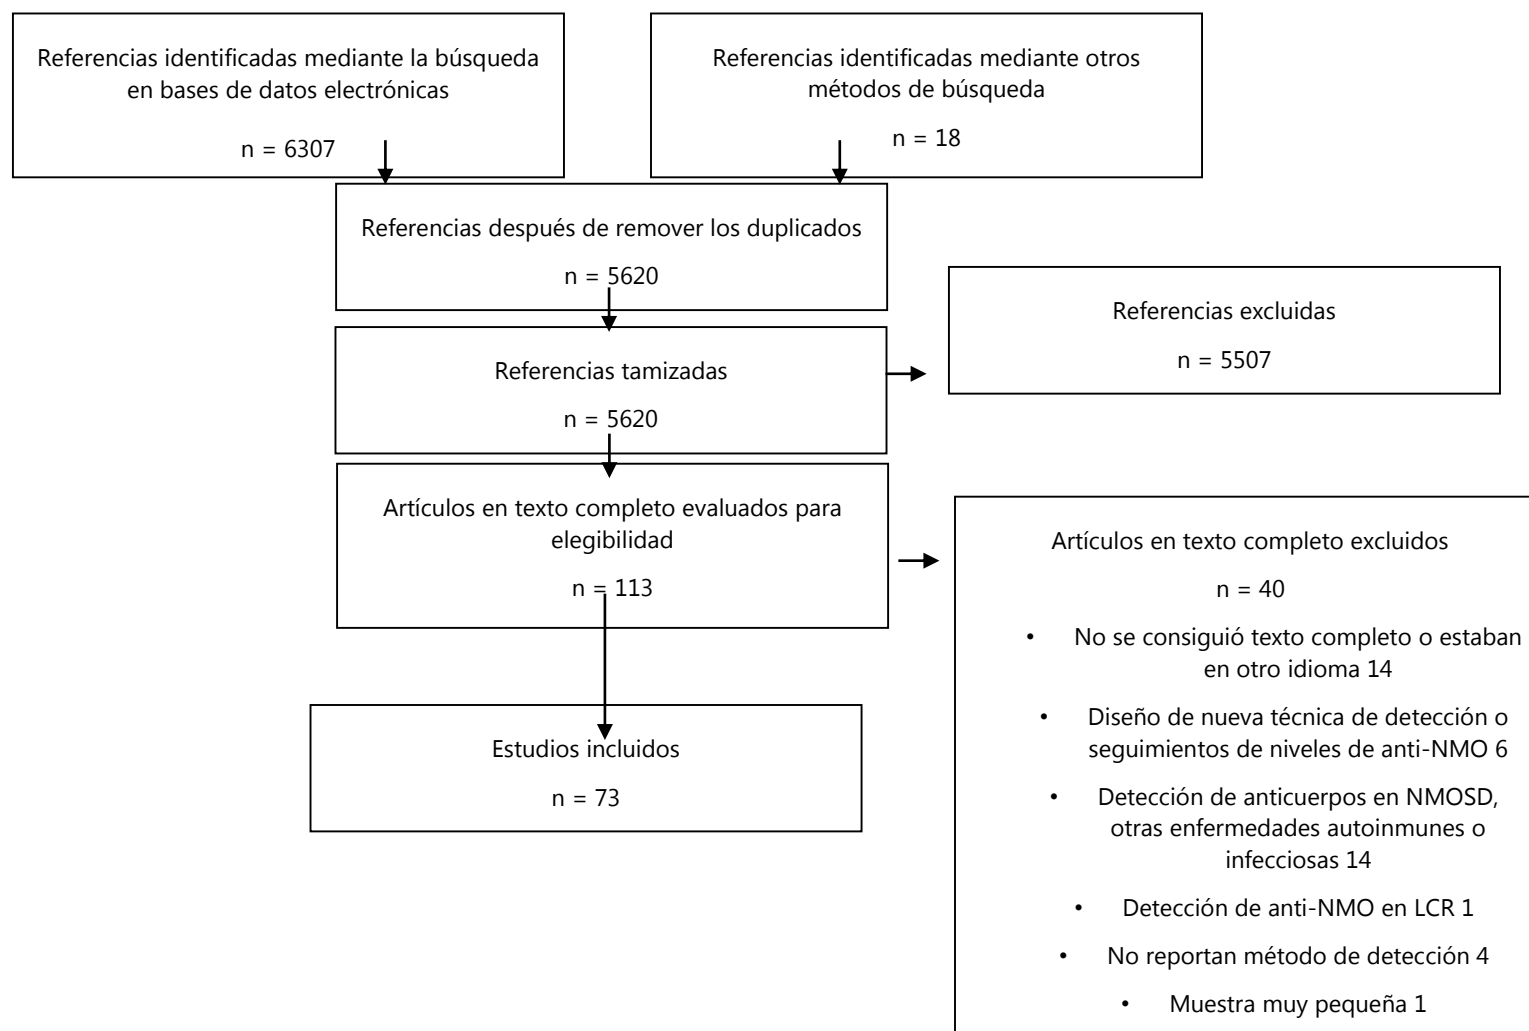 Referencias identificadas mediante la búsqueda
en bases de datos electrónicas
n = 6307
Referencias identificadas mediante otros
métodos de búsqueda
n = 18
Referencias después de remover los duplicados
n = 5620
Referencias tamizadas
n = 5620
Referencias excluidas
n = 5507
Artículos en texto completo evaluados para
elegibilidad
n = 113
Artículos en texto completo excluidos
n = 40
• No se consiguió texto completo o estaban
en otro idioma 14
• Diseño de nueva técnica de detección o
seguimientos de niveles de anti-NMO 6
• Detección de anticuerpos en NMOSD,
otras enfermedades autoinmunes o
infecciosas 14
• Detección de anti-NMO en LCR 1
• No reportan método de detección 4
• Muestra muy pequeña 1
Estudios incluidos
n = 73